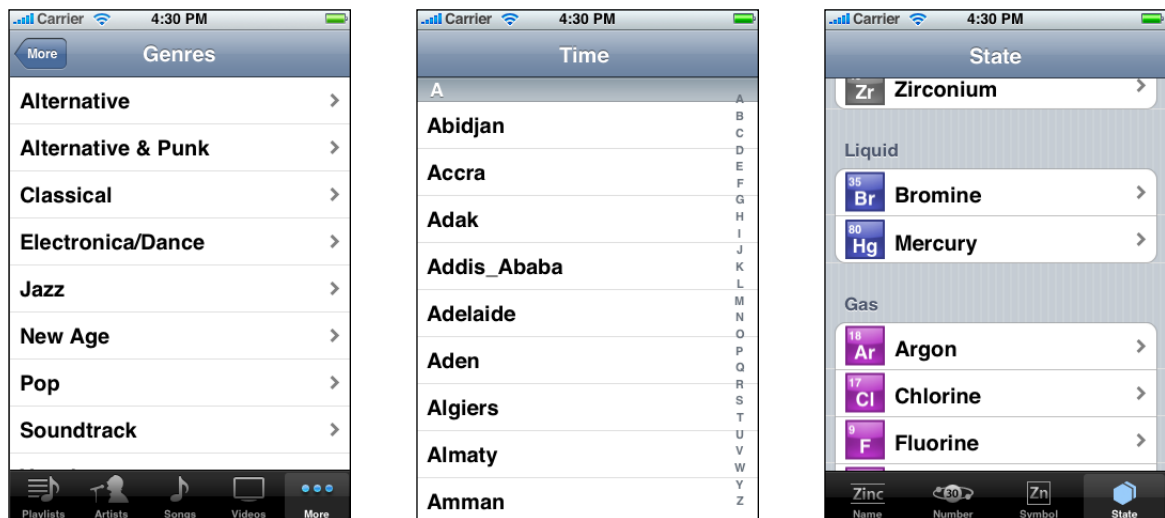 Carrier 4:30 PM
More Genres
Alternative
Alternative & Punk
Classical
Electronica/Dance
Jazz
New Age
Pop
Soundtrack
Playlists Artists Songs Videos More
Carrier 4:30 PM
Time
A
Abidjan
Accra
Adak
Addis_Ababa
Adelaide
Aden
Algiers
Almaty
Amman
A
B
C
D
E
F
G
H
I
J
K
L
M
N
O
P
Q
R
S
T
U
V
W
Y
Z
Carrier 4:30 PM
State
Zr Zirconium
Liquid
35
Br Bromine
80
Hg Mercury
Gas
18
Ar Argon
17
Cl Chlorine
9
F Fluorine
Zinc 30 Zn
Name Number Symbol State